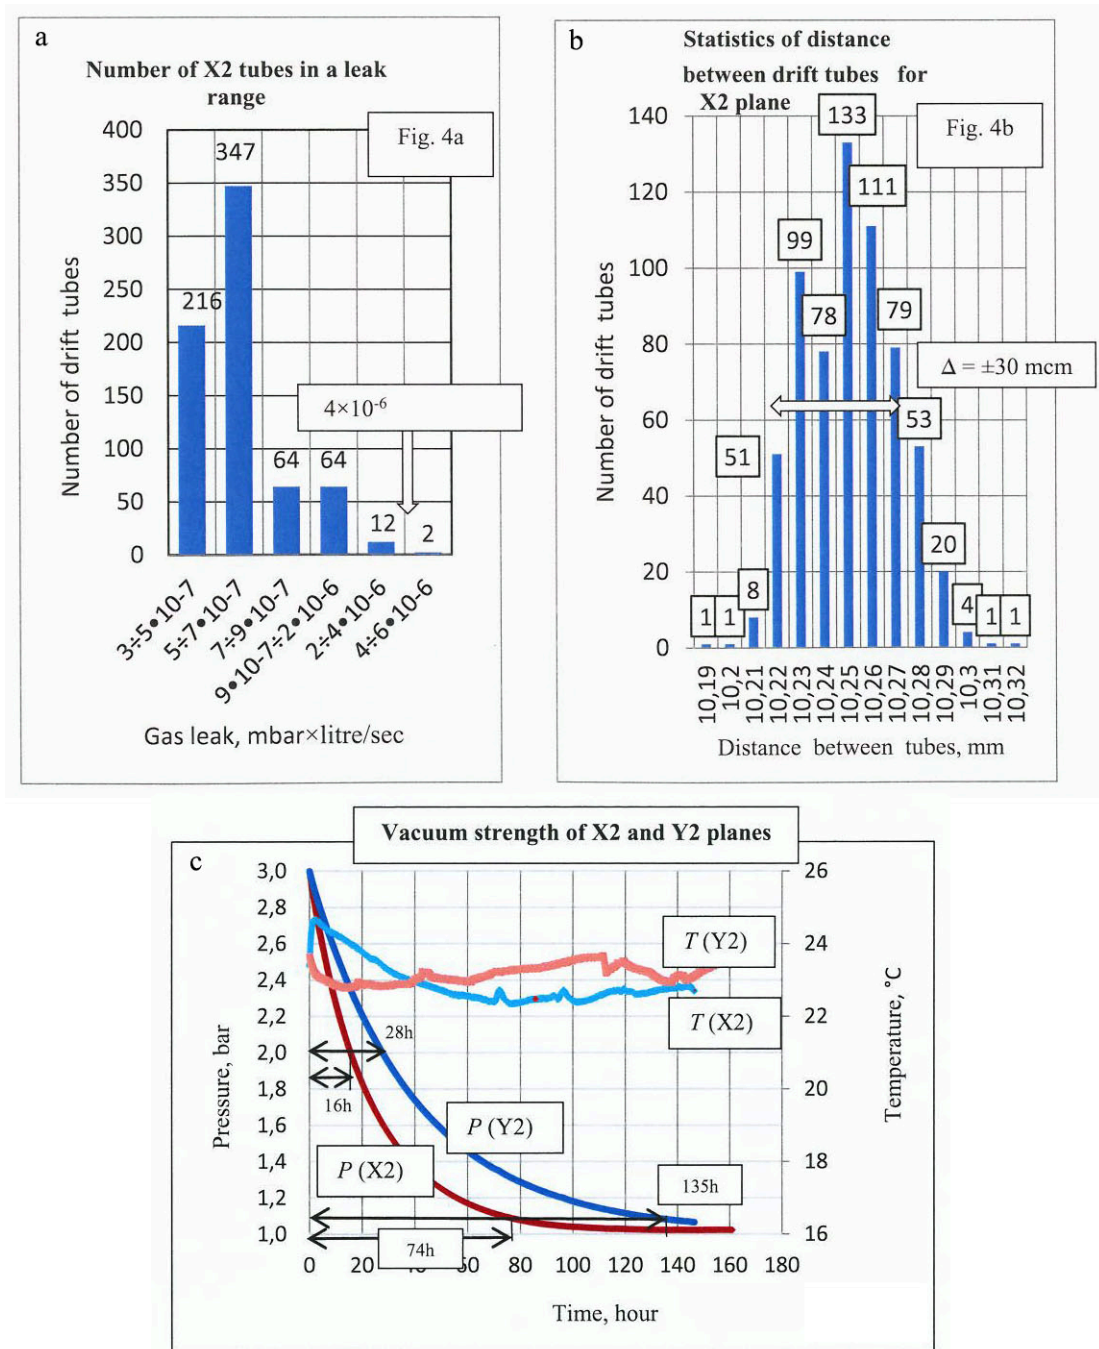 a
Number of X2 tubes in a leak
range
Fig. 4a
400
350
300
250
200
150
100
50
0
Number of drift tubes
216
347
64
64
12
2
4×10⁻⁶
3÷5•10-7
5÷7•10-7
7÷9•10-7
9•10-7÷2•10-6
2÷4•10-6
4÷6•10-6
Gas leak, mbar×litre/sec
b
Statistics of distance
between drift tubes for
X2 plane
Fig. 4b
140
120
100
80
60
40
20
0
Number of drift tubes
1
1
8
51
99
78
133
111
79
53
20
4
1
1
Δ = ±30 mcm
10,19
10,2
10,21
10,22
10,23
10,24
10,25
10,26
10,27
10,28
10,29
10,3
10,31
10,32
Distance between tubes, mm
c
Vacuum strength of X2 and Y2 planes
3,0
2,8
2,6
2,4
2,2
2,0
1,8
1,6
1,4
1,2
1,0
Pressure, bar
26
24
22
20
18
16
Temperature, °C
T (Y2)
T (X2)
28h
16h
P (Y2)
P (X2)
135h
74h
0 20 40 60 80 100 120 140 160 180
Time, hour